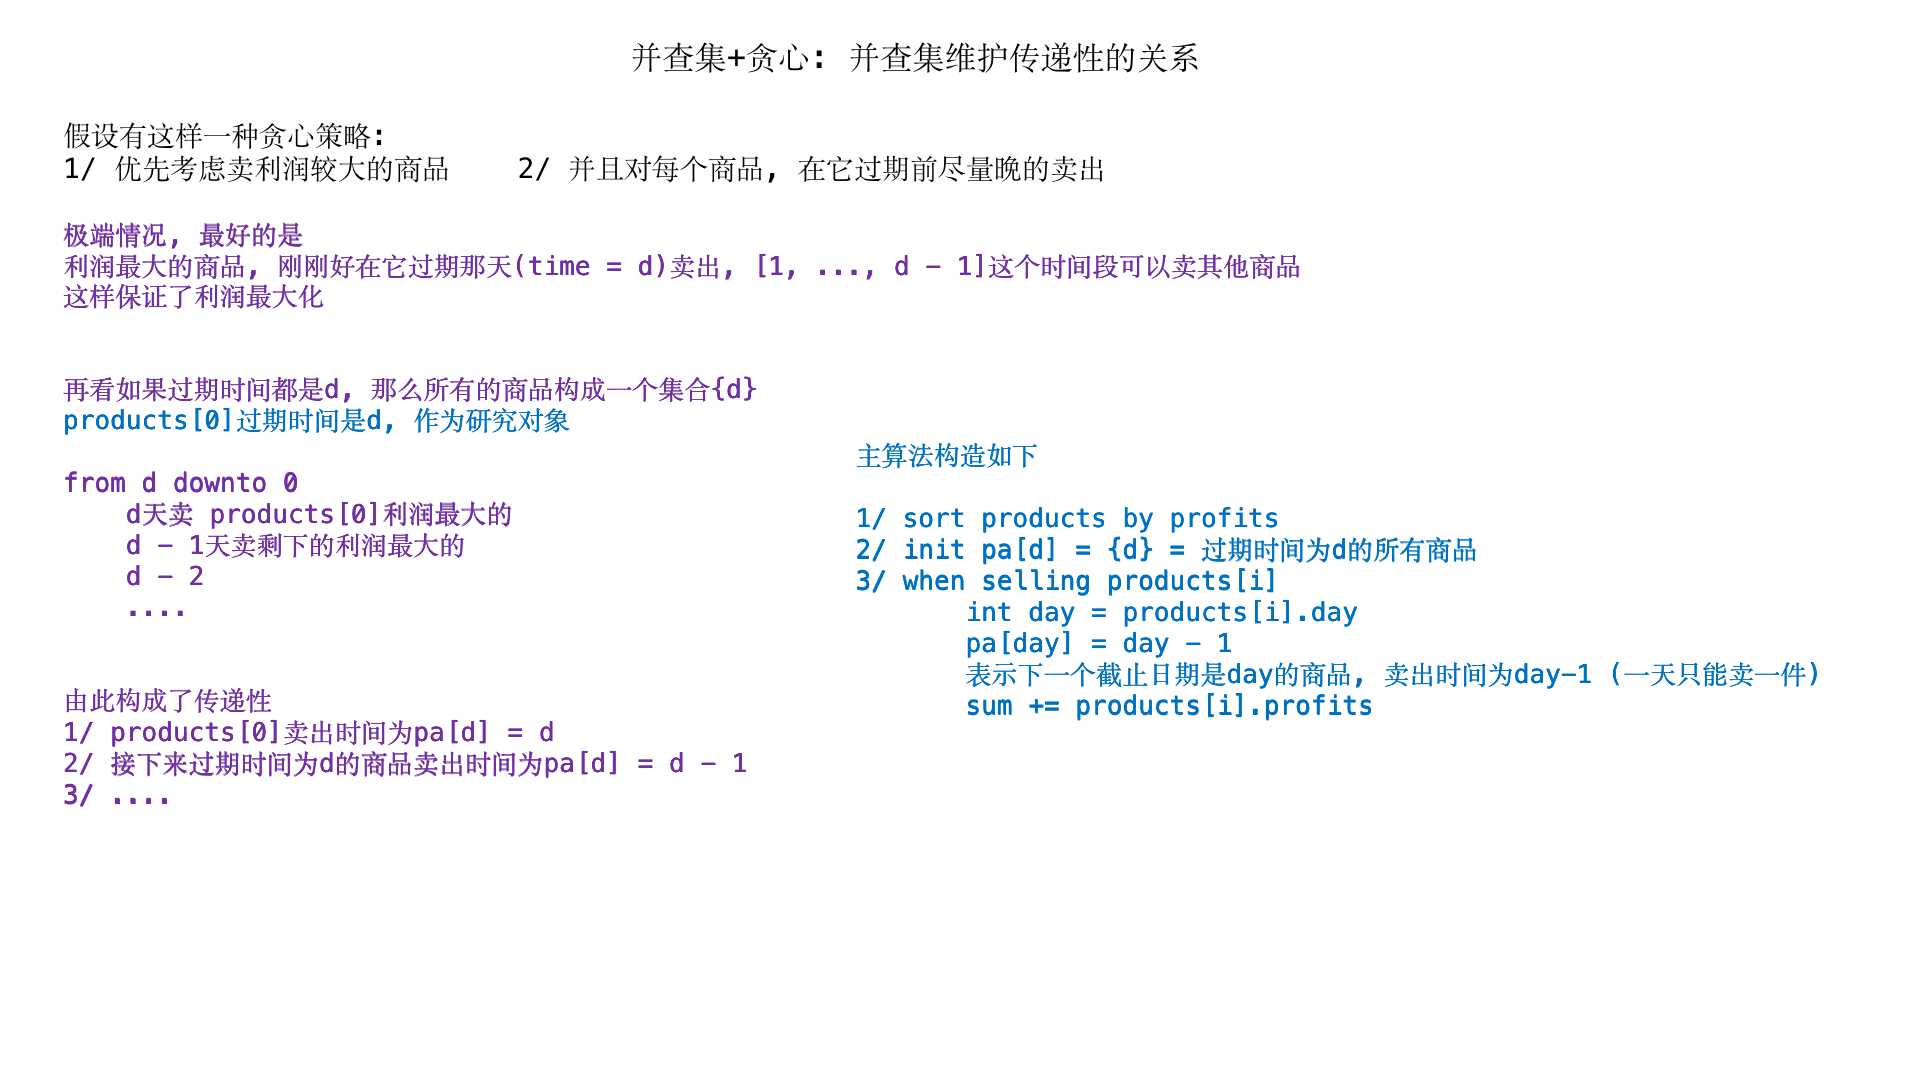 并查集+贪心: 并查集维护传递性的关系
假设有这样一种贪心策略:
1/ 优先考虑卖利润较大的商品    2/ 并且对每个商品, 在它过期前尽量晚的卖出
极端情况, 最好的是
利润最大的商品, 刚刚好在它过期那天(time = d)卖出, [1, ..., d - 1]这个时间段可以卖其他商品
这样保证了利润最大化
再看如果过期时间都是d, 那么所有的商品构成一个集合{d}
products[0]过期时间是d, 作为研究对象
from d downto 0
    d天卖 products[0]利润最大的
    d - 1天卖剩下的利润最大的
    d - 2
    ....
由此构成了传递性
1/ products[0]卖出时间为pa[d] = d
2/ 接下来过期时间为d的商品卖出时间为pa[d] = d - 1
3/ ....
主算法构造如下
1/ sort products by profits
2/ init pa[d] = {d} = 过期时间为d的所有商品
3/ when selling products[i]
       int day = products[i].day
       pa[day] = day - 1
       表示下一个截止日期是day的商品, 卖出时间为day-1 (一天只能卖一件)
       sum += products[i].profits